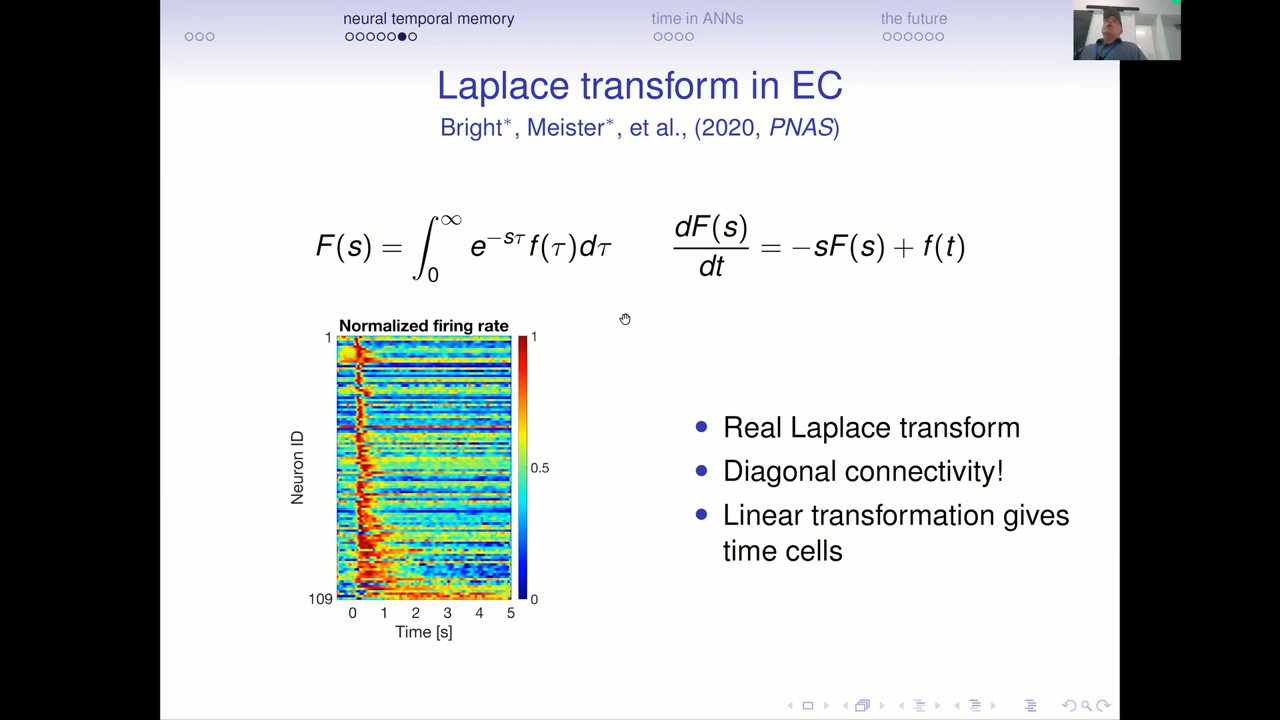 neural temporal memory time in ANNs the future
Laplace transform in EC
Bright*, Meister*, et al., (2020, PNAS)
F(s) = ∫₀^∞ e^{−sτ} f(τ)dτ
dF(s)/dt = −sF(s) + f(t)
Normalized firing rate
1
109
Neuron ID
0 1 2 3 4 5
Time [s]
1
0.5
0
Real Laplace transform
Diagonal connectivity!
Linear transformation gives
time cells